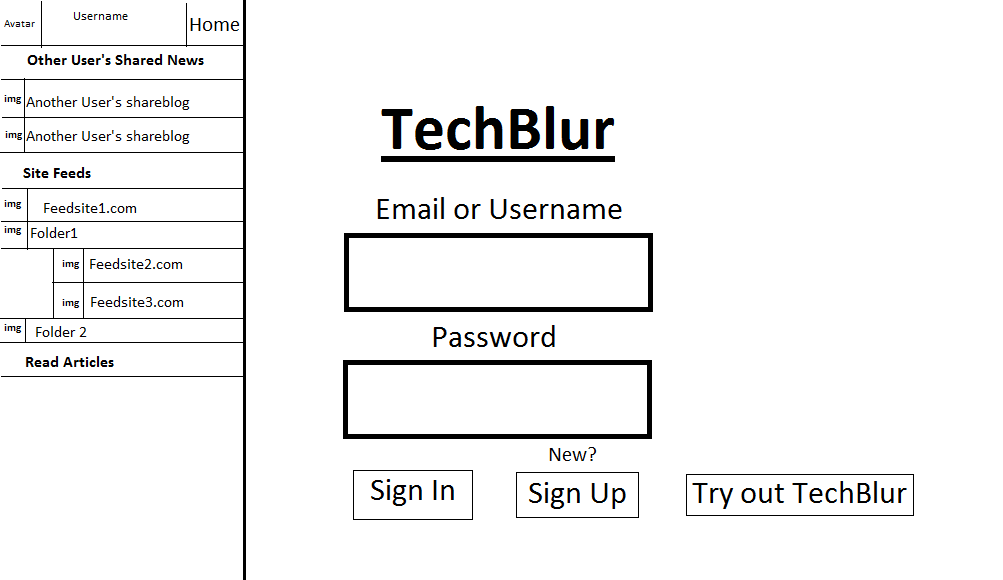 Avatar Username Home
Other User's Shared News
img Another User's shareblog
img Another User's shareblog
Site Feeds
img Feedsite1.com
img Folder1
img Feedsite2.com
img Feedsite3.com
img Folder 2
Read Articles
TechBlur
Email or Username
Password
New?
Sign In Sign Up Try out TechBlur